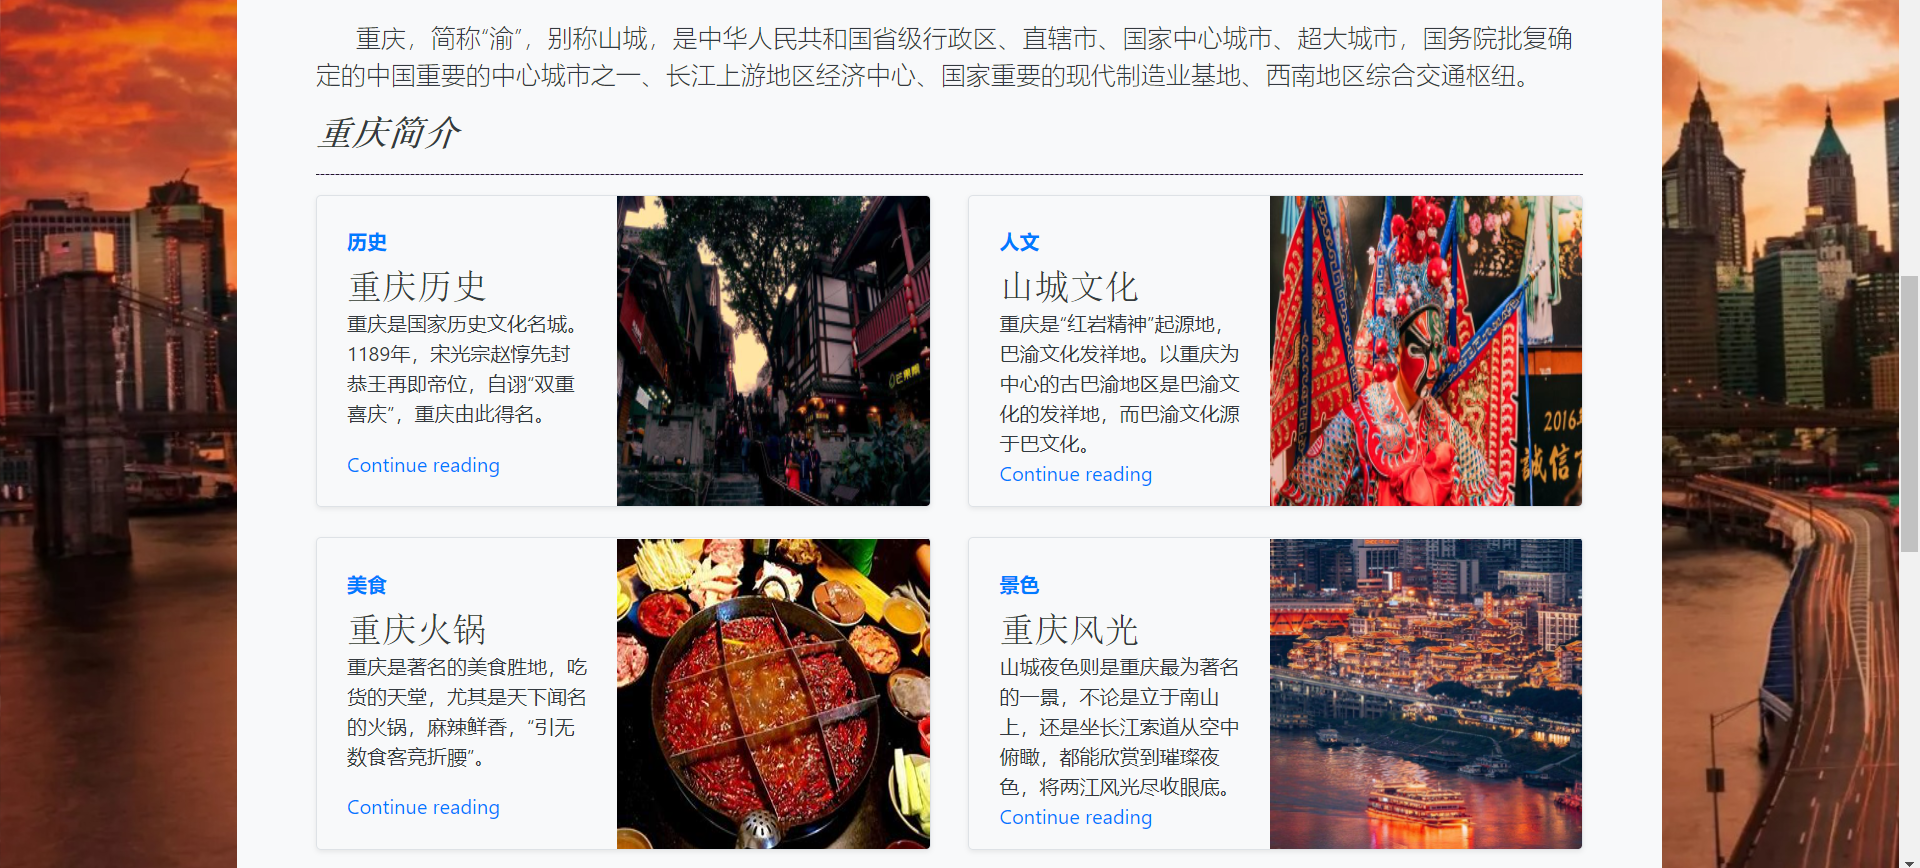 重庆，简称“渝”，别称山城，是中华人民共和国省级行政区、直辖市、国家中心城市、超大城市，国务院批复确
定的中国重要的中心城市之一、长江上游地区经济中心、国家重要的现代制造业基地、西南地区综合交通枢纽。
重庆简介
历史
重庆历史
重庆是国家历史文化名城。
1189年，宋光宗赵惇先封
恭王再即帝位，自诩“双重
喜庆”，重庆由此得名。
Continue reading
人文
山城文化
重庆是“红岩精神”起源地，
巴渝文化发祥地。以重庆为
中心的古巴渝地区是巴渝文
化的发祥地，而巴渝文化源
于巴文化。
Continue reading
2016
誠信
美食
重庆火锅
重庆是著名的美食胜地，吃
货的天堂，尤其是天下闻名
的火锅，麻辣鲜香，“引无
数食客竞折腰”。
Continue reading
景色
重庆风光
山城夜色则是重庆最为著名
的一景，不论是立于南山
上，还是坐长江索道从空中
俯瞰，都能欣赏到璀璨夜
色，将两江风光尽收眼底。
Continue reading